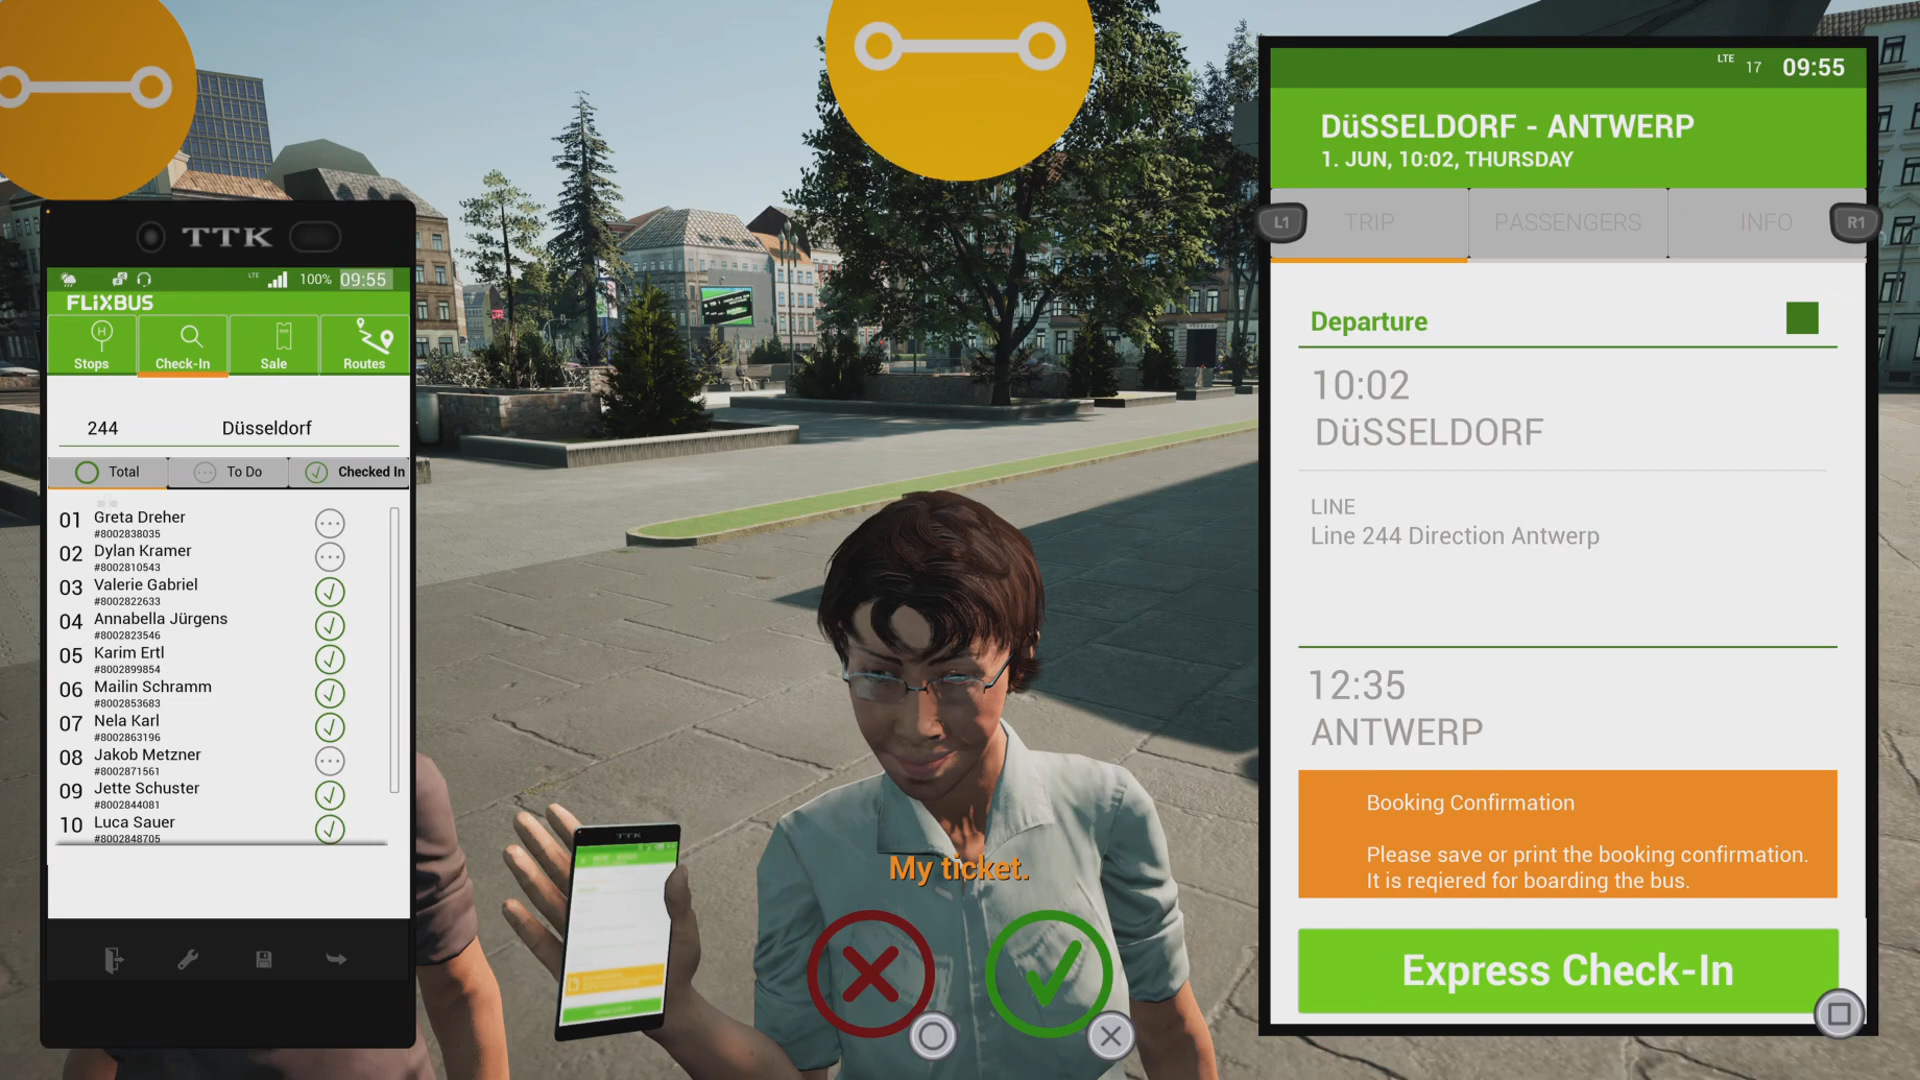 TTK
LTE 100% 09:55
FLiXBUS
Stops Check-In Sale Routes
244 Düsseldorf
Total To Do Checked In
01 Greta Dreher
#8002838035
02 Dylan Kramer
#8002810543
03 Valerie Gabriel
#8002822633
04 Annabella Jürgens
#8002823546
05 Karim Ertl
#8002899854
06 Mailin Schramm
#8002853683
07 Nela Karl
#8002863196
08 Jakob Metzner
#8002871561
09 Jette Schuster
#8002844081
10 Luca Sauer
#8002848705
TTK
My ticket.
LTE 17 09:55
DüSSELDORF - ANTWERP
1. JUN, 10:02, THURSDAY
L1 TRIP PASSENGERS INFO R1
Departure
10:02
DüSSELDORF
LINE
Line 244 Direction Antwerp
12:35
ANTWERP
Booking Confirmation
Please save or print the booking confirmation.
It is reqiered for boarding the bus.
Express Check-In